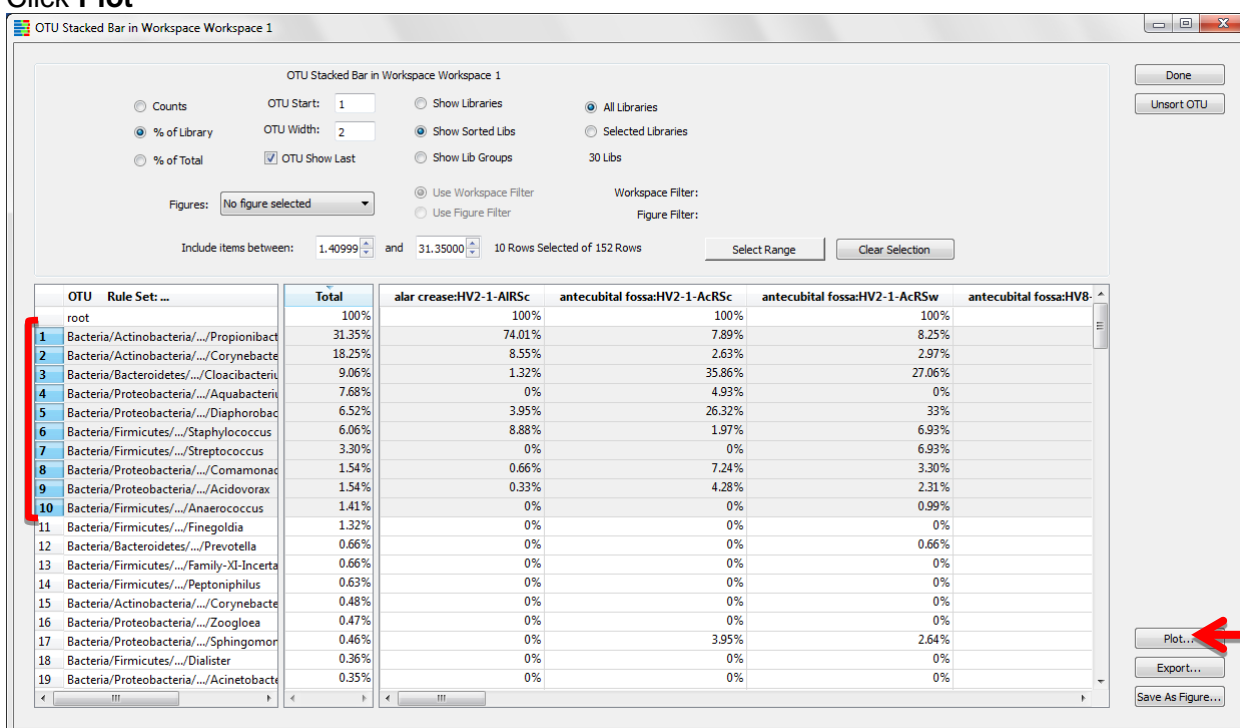 Click Plot
OTU Stacked Bar in Workspace Workspace 1
OTU Stacked Bar in Workspace Workspace 1
Done
Counts OTU Start: 1 Show Libraries All Libraries Unsort OTU
% of Library OTU Width: 2 Show Sorted Libs Selected Libraries
% of Total OTU Show Last Show Lib Groups 30 Libs
Figures: No figure selected Use Workspace Filter Workspace Filter:
Use Figure Filter Figure Filter:
Include items between: 1.40999 and 31.35000 10 Rows Selected of 152 Rows Select Range Clear Selection
OTU Rule Set: ... Total alar crease:HV2-1-AlRSc antecubital fossa:HV2-1-AcRSc antecubital fossa:HV2-1-AcRSw antecubital fossa:HV8-
root 100% 100% 100% 100%
1 Bacteria/Actinobacteria/.../Propionibact 31.35% 74.01% 7.89% 8.25%
2 Bacteria/Actinobacteria/.../Corynebacte 18.25% 8.55% 2.63% 2.97%
3 Bacteria/Bacteroidetes/.../Cloacibacteriu 9.06% 1.32% 35.86% 27.06%
4 Bacteria/Proteobacteria/.../Aquabacteriu 7.68% 0% 4.93% 0%
5 Bacteria/Proteobacteria/.../Diaphorobac 6.52% 3.95% 26.32% 33%
6 Bacteria/Firmicutes/.../Staphylococcus 6.06% 8.88% 1.97% 6.93%
7 Bacteria/Firmicutes/.../Streptococcus 3.30% 0% 0% 6.93%
8 Bacteria/Proteobacteria/.../Comamonad 1.54% 0.66% 7.24% 3.30%
9 Bacteria/Proteobacteria/.../Acidovorax 1.54% 0.33% 4.28% 2.31%
10 Bacteria/Firmicutes/.../Anaerococcus 1.41% 0% 0% 0.99%
11 Bacteria/Firmicutes/.../Finegoldia 1.32% 0% 0% 0%
12 Bacteria/Bacteroidetes/.../Prevotella 0.66% 0% 0% 0.66%
13 Bacteria/Firmicutes/.../Family-XI-Incerta 0.66% 0% 0% 0%
14 Bacteria/Firmicutes/.../Peptoniphilus 0.63% 0% 0% 0%
15 Bacteria/Actinobacteria/.../Corynebacte 0.48% 0% 0% 0%
16 Bacteria/Proteobacteria/.../Zoogloea 0.47% 0% 0% 0%
17 Bacteria/Proteobacteria/.../Sphingomon 0.46% 0% 3.95% 2.64%
18 Bacteria/Firmicutes/.../Dialister 0.36% 0% 0% 0%
19 Bacteria/Proteobacteria/.../Acinetobacte 0.35% 0% 0% 0%
Plot...
Export...
Save As Figure...